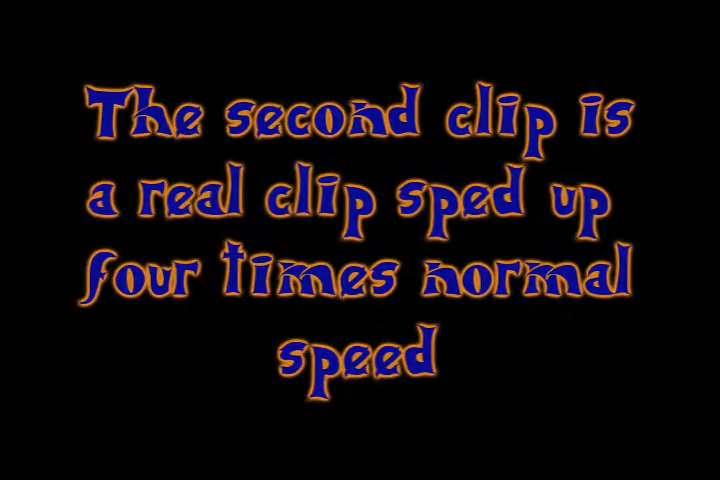 The second clip is
a real clip sped up
four times normal
speed